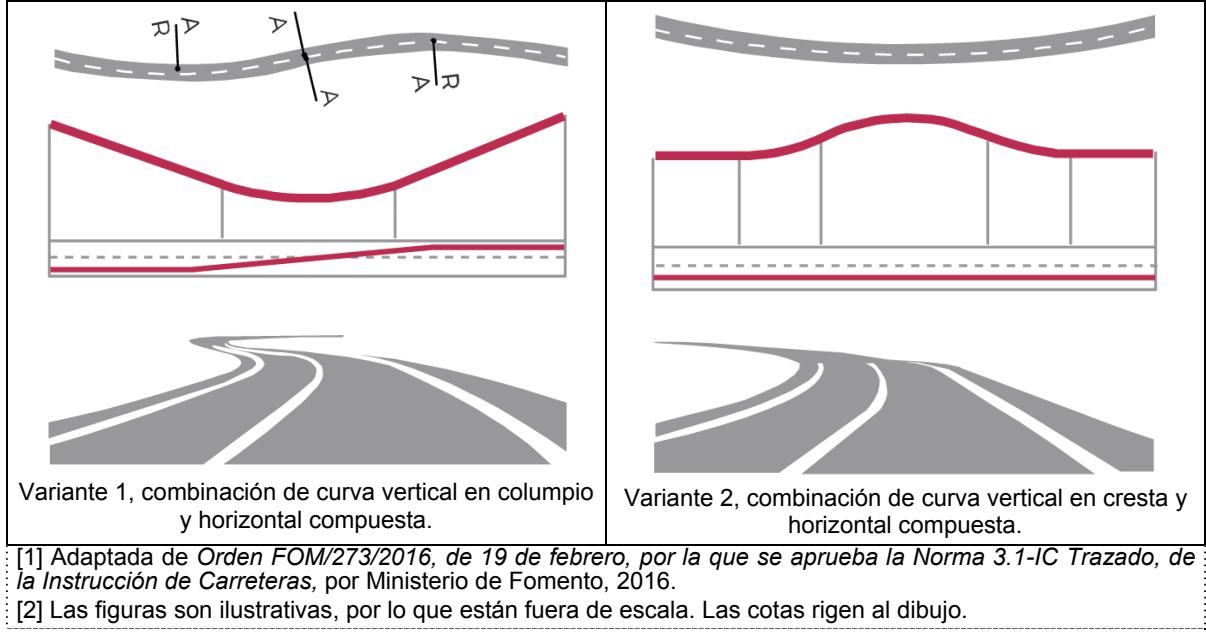 R A
A
A
R
A
Variante 1, combinación de curva vertical en columpio
y horizontal compuesta.
Variante 2, combinación de curva vertical en cresta y
horizontal compuesta.
[1] Adaptada de Orden FOM/273/2016, de 19 de febrero, por la que se aprueba la Norma 3.1-IC Trazado, de
la Instrucción de Carreteras, por Ministerio de Fomento, 2016.
[2] Las figuras son ilustrativas, por lo que están fuera de escala. Las cotas rigen al dibujo.